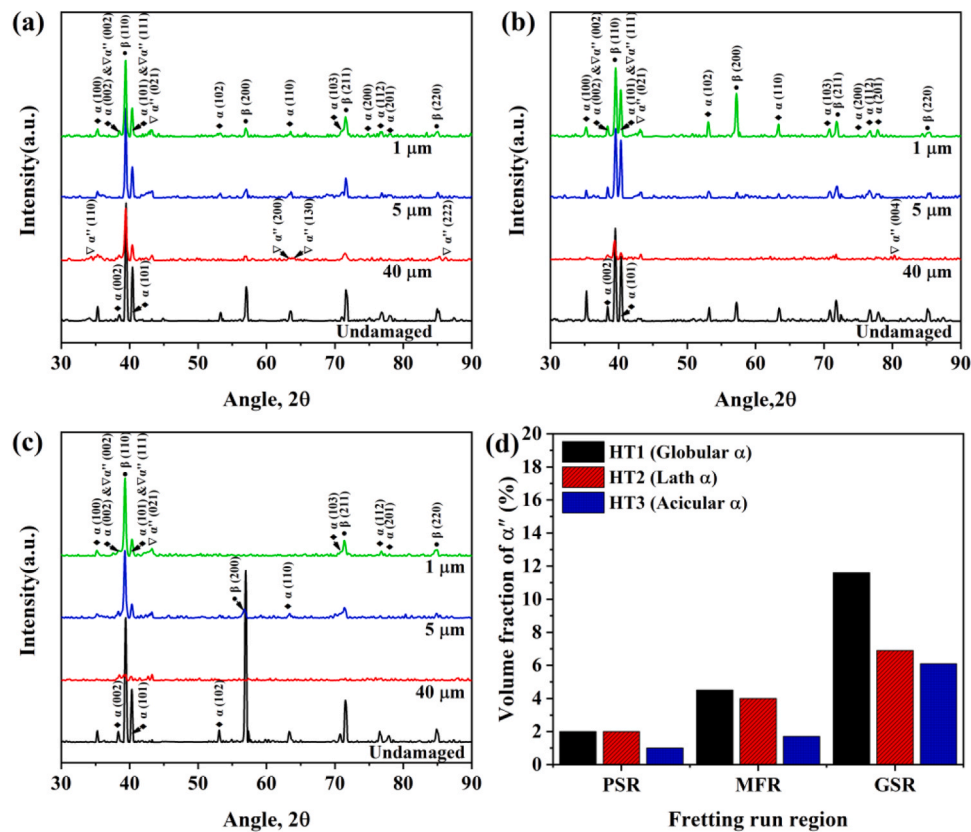 (a)
Intensity(a.u.)
α (100)
α (002) &∇α'' (002)
β (110)
α (101) &∇α'' (111)
∇ α'' (021)
α (102)
β (200)
α (110)
α (103)
β (211)
α (200)
α (112)
α (201)
β (220)
1 μm
5 μm
∇ α'' (110)
∇ α'' (200)
∇ α'' (130)
∇ α'' (222)
40 μm
α (002)
α (101)
Undamaged
30 40 50 60 70 80 90
Angle, 2θ
(b)
Intensity(a.u.)
α (100)
α (002) &∇α'' (002)
β (110)
α (101) &∇α'' (111)
∇ α'' (021)
α (102)
β (200)
α (110)
α (103)
β (211)
α (200)
α (112)
α (201)
β (220)
1 μm
5 μm
∇ α'' (004)
40 μm
α (002)
α (101)
Undamaged
30 40 50 60 70 80 90
Angle,2θ
(c)
Intensity(a.u.)
α (100)
α (002) &∇α'' (002)
β (110)
α (101) &∇α'' (111)
∇ α'' (021)
α (103)
β (211)
α (112)
α (201)
β (220)
1 μm
β (200)
α (110)
5 μm
40 μm
α (002)
α (101)
α (102)
Undamaged
30 40 50 60 70 80 90
Angle, 2θ
(d)
Volume fraction of α'' (%)
20
18
16
14
12
10
8
6
4
2
0
HT1 (Globular α)
HT2 (Lath α)
HT3 (Acicular α)
PSR MFR GSR
Fretting run region